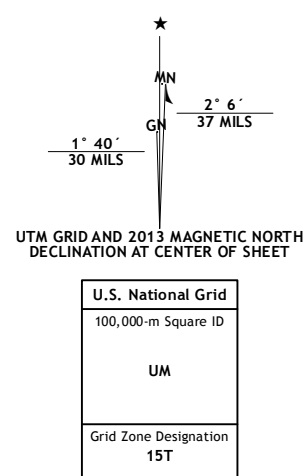 ★
MN
GN
2° 6´
37 MILS
1° 40´
30 MILS
UTM GRID AND 2013 MAGNETIC NORTH
DECLINATION AT CENTER OF SHEET
U.S. National Grid
100,000-m Square ID
UM
Grid Zone Designation
15T